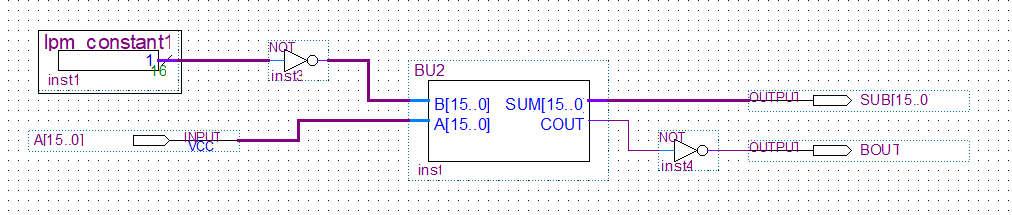 lpm_constant1
1
16
inst1
NOT
inst3
BU2
B[15..0] SUM[15..0
A[15..0] COUT
inst1
A[15..0] INPUT
VCC
OUTPUT SUB[15..0
NOT
inst4
OUTPUT BOUT